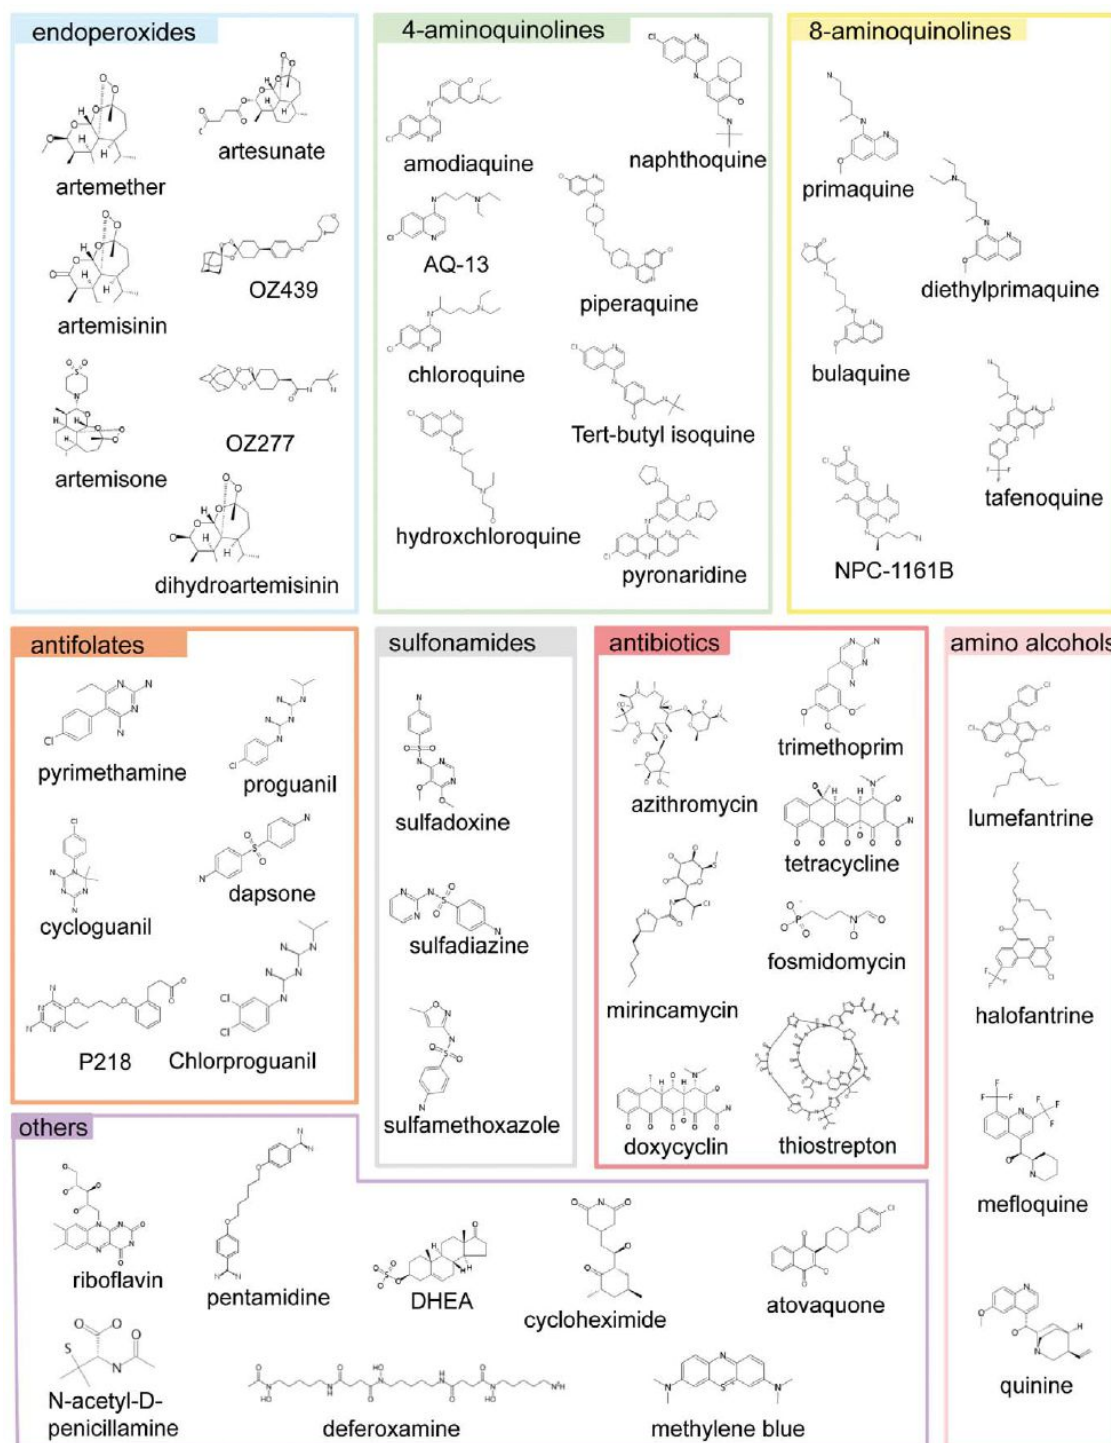 endoperoxides
artemether
artesunate
artemisinin
OZ439
artemisone
OZ277
dihydroartemisinin
4-aminoquinolines
amodiaquine
naphthoquine
AQ-13
piperaquine
chloroquine
Tert-butyl isoquine
hydroxchloroquine
pyronaridine
8-aminoquinolines
primaquine
diethylprimaquine
bulaquine
tafenoquine
NPC-1161B
antifolates
pyrimethamine
proguanil
cycloguanil
dapsone
P218
Chlorproguanil
sulfonamides
sulfadoxine
sulfadiazine
sulfamethoxazole
antibiotics
azithromycin
trimethoprim
tetracycline
mirincamycin
fosmidomycin
doxycyclin
thiostrepton
amino alcohols
lumefantrine
halofantrine
mefloquine
quinine
others
riboflavin
pentamidine
DHEA
cycloheximide
atovaquone
N-acetyl-D-
penicillamine
deferoxamine
methylene blue